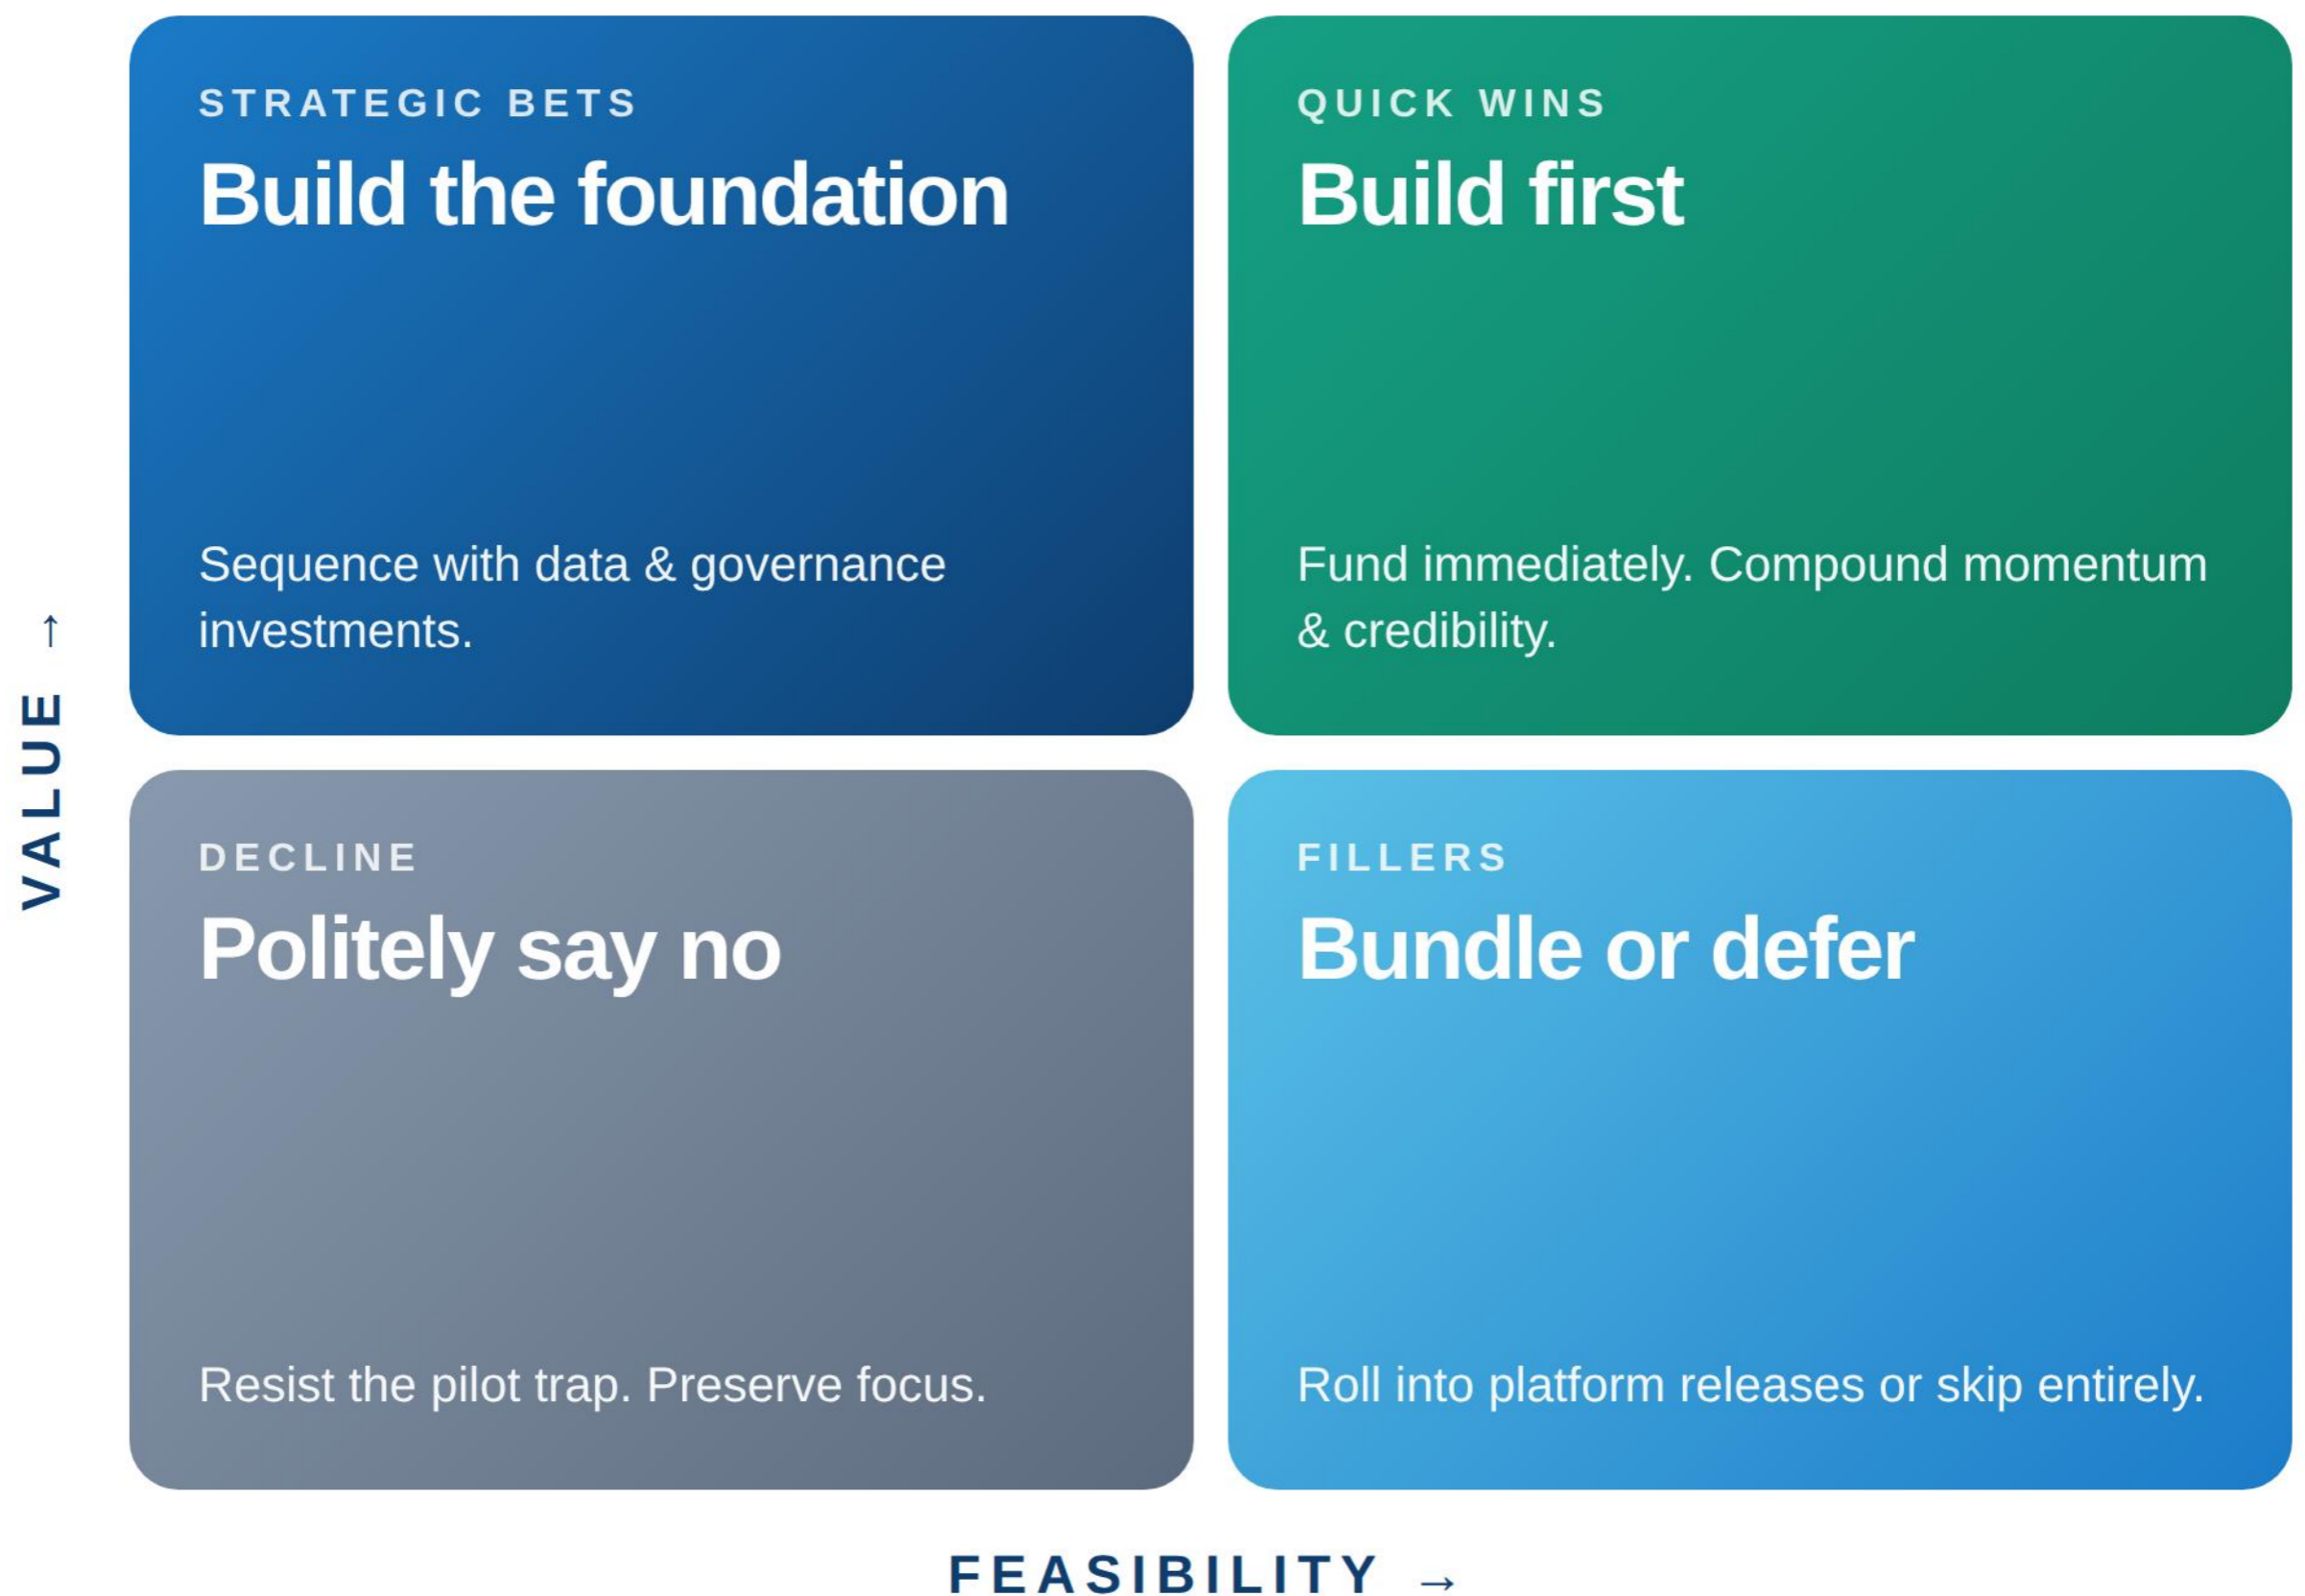 STRATEGIC BETS
Build the foundation
Sequence with data & governance
investments.
QUICK WINS
Build first
Fund immediately. Compound momentum
& credibility.
VALUE →
DECLINE
Politely say no
Resist the pilot trap. Preserve focus.
FILLERS
Bundle or defer
Roll into platform releases or skip entirely.
FEASIBILITY →